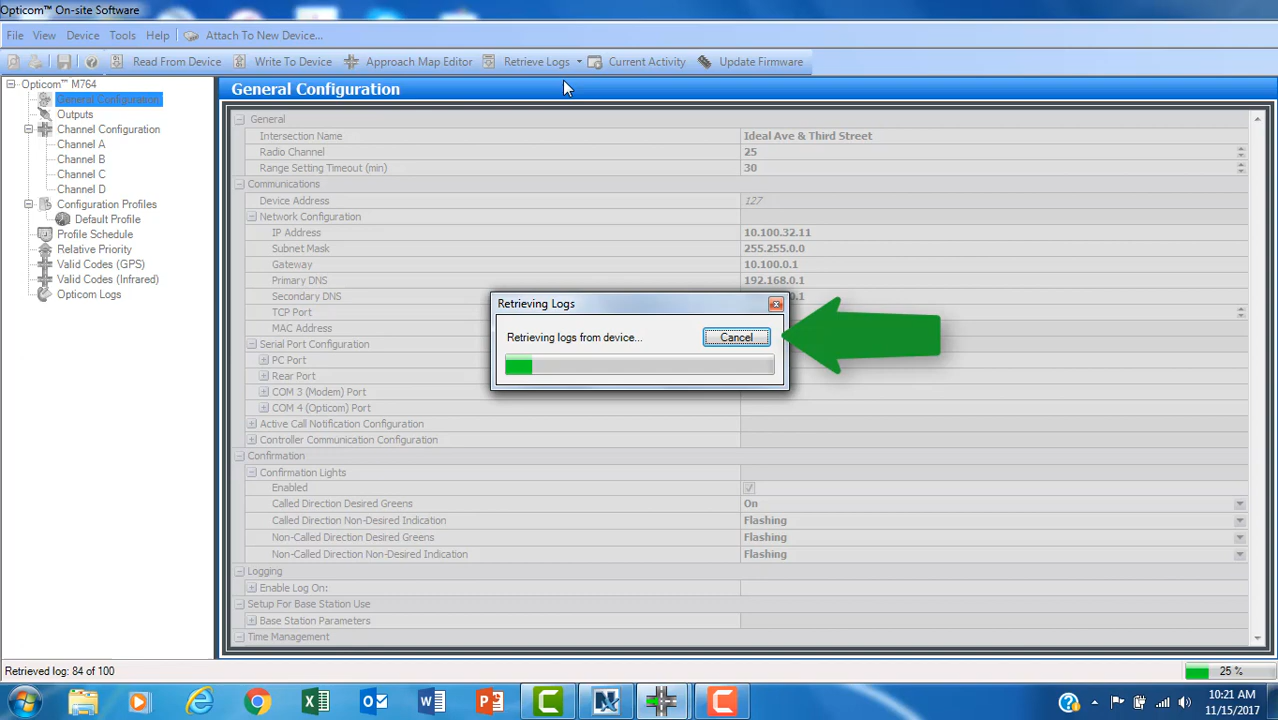 Opticom™ On-site Software
File View Device Tools Help Attach To New Device...
Read From Device Write To Device Approach Map Editor Retrieve Logs Current Activity Update Firmware
Opticom™ M764
General Configuration
Outputs
Channel Configuration
Channel A
Channel B
Channel C
Channel D
Configuration Profiles
Default Profile
Profile Schedule
Relative Priority
Valid Codes (GPS)
Valid Codes (Infrared)
Opticom Logs
General Configuration
General
Intersection Name Ideal Ave & Third Street
Radio Channel 25
Range Setting Timeout (min) 30
Communications
Device Address 127
Network Configuration
IP Address 10.100.32.11
Subnet Mask 255.255.0.0
Gateway 10.100.0.1
Primary DNS 192.168.0.1
Secondary DNS
TCP Port
MAC Address
Serial Port Configuration
PC Port
Rear Port
COM 3 (Modem) Port
COM 4 (Opticom) Port
Active Call Notification Configuration
Controller Communication Configuration
Confirmation
Confirmation Lights
Enabled
Called Direction Desired Greens On
Called Direction Non-Desired Indication Flashing
Non-Called Direction Desired Greens Flashing
Non-Called Direction Non-Desired Indication Flashing
Logging
Enable Log On:
Setup For Base Station Use
Base Station Parameters
Time Management
Retrieving Logs
Retrieving logs from device... Cancel
Retrieved log: 84 of 100 25 %
10:21 AM
11/15/2017